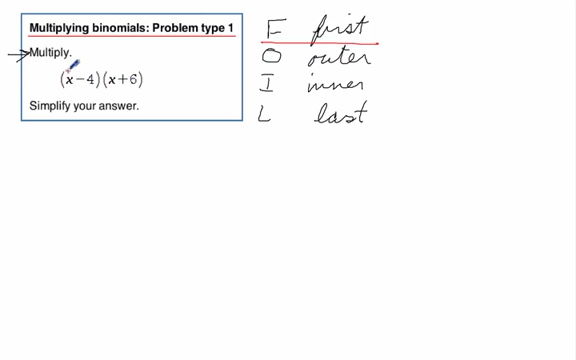 Multiplying binomials: Problem type 1
Multiply.
(x−4)(x+6)
Simplify your answer.
F first
O outer
I inner
L last